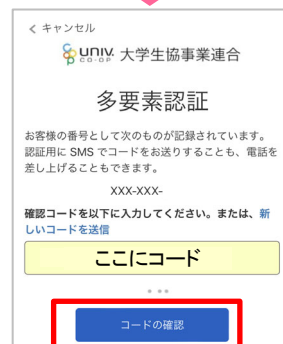 < キャンセル
UNIV. CO-OP 大学生協事業連合
多要素認証
お客様の番号として次のものが記録されています。
認証用に SMS でコードをお送りすることも、電話を
差し上げることもできます。
XXX-XXX-
確認コードを以下に入力してください。または、新
しいコードを送信
ここにコード
コードの確認